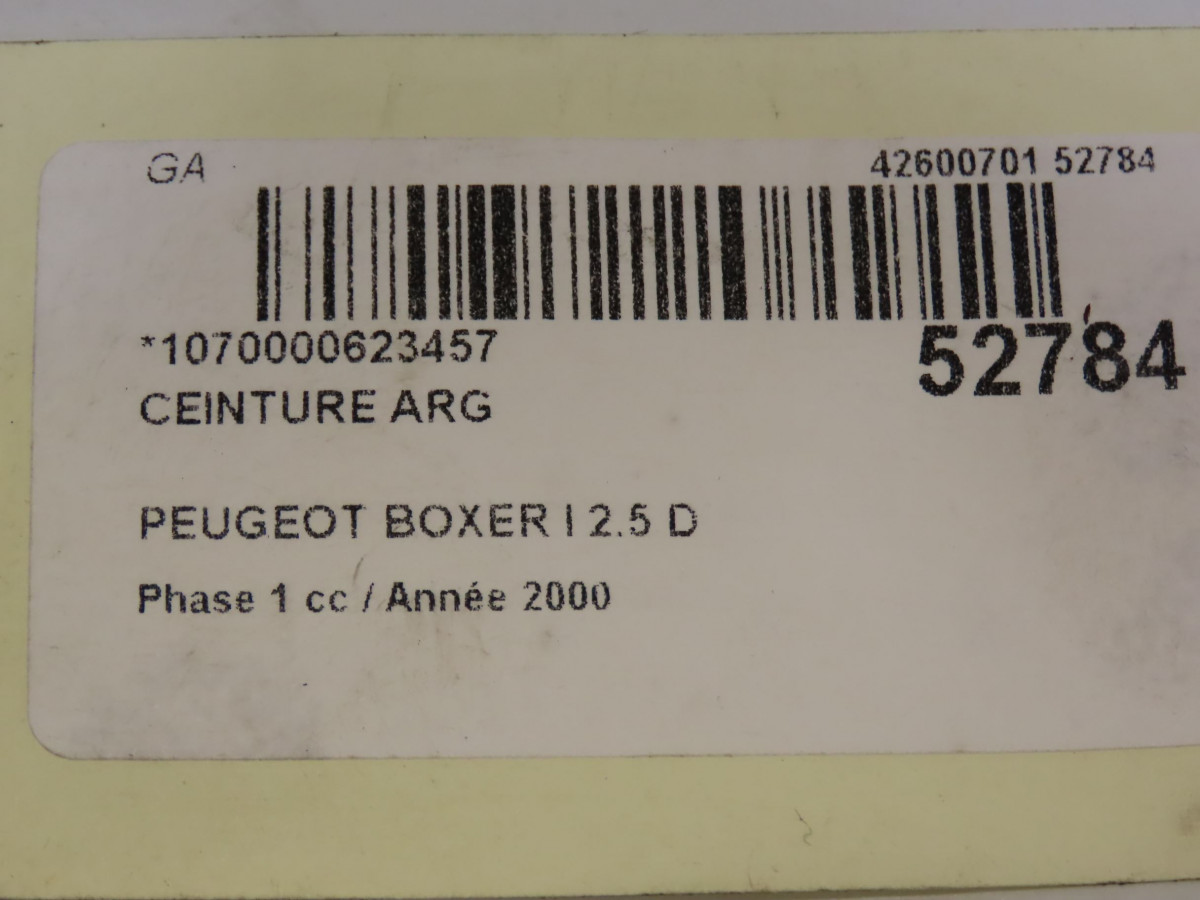 GA
42600701 52784
*1070000623457
52784
CEINTURE ARG
PEUGEOT BOXER I 2.5 D
Phase 1 cc / Année 2000